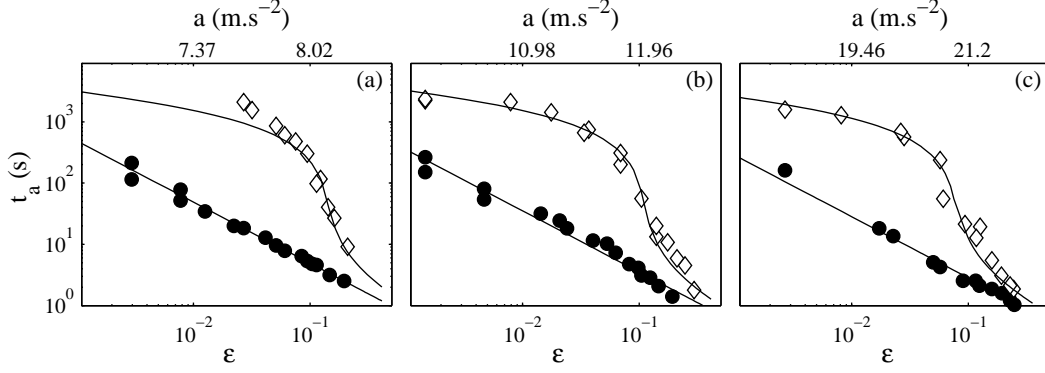 a (m.s⁻²) a (m.s⁻²) a (m.s⁻²)
7.37 8.02 10.98 11.96 19.46 21.2
(a) (b) (c)
10³
10²
10¹
10⁰
t_a (s)
10⁻² 10⁻¹ 10⁻² 10⁻¹ 10⁻² 10⁻¹
ε ε ε